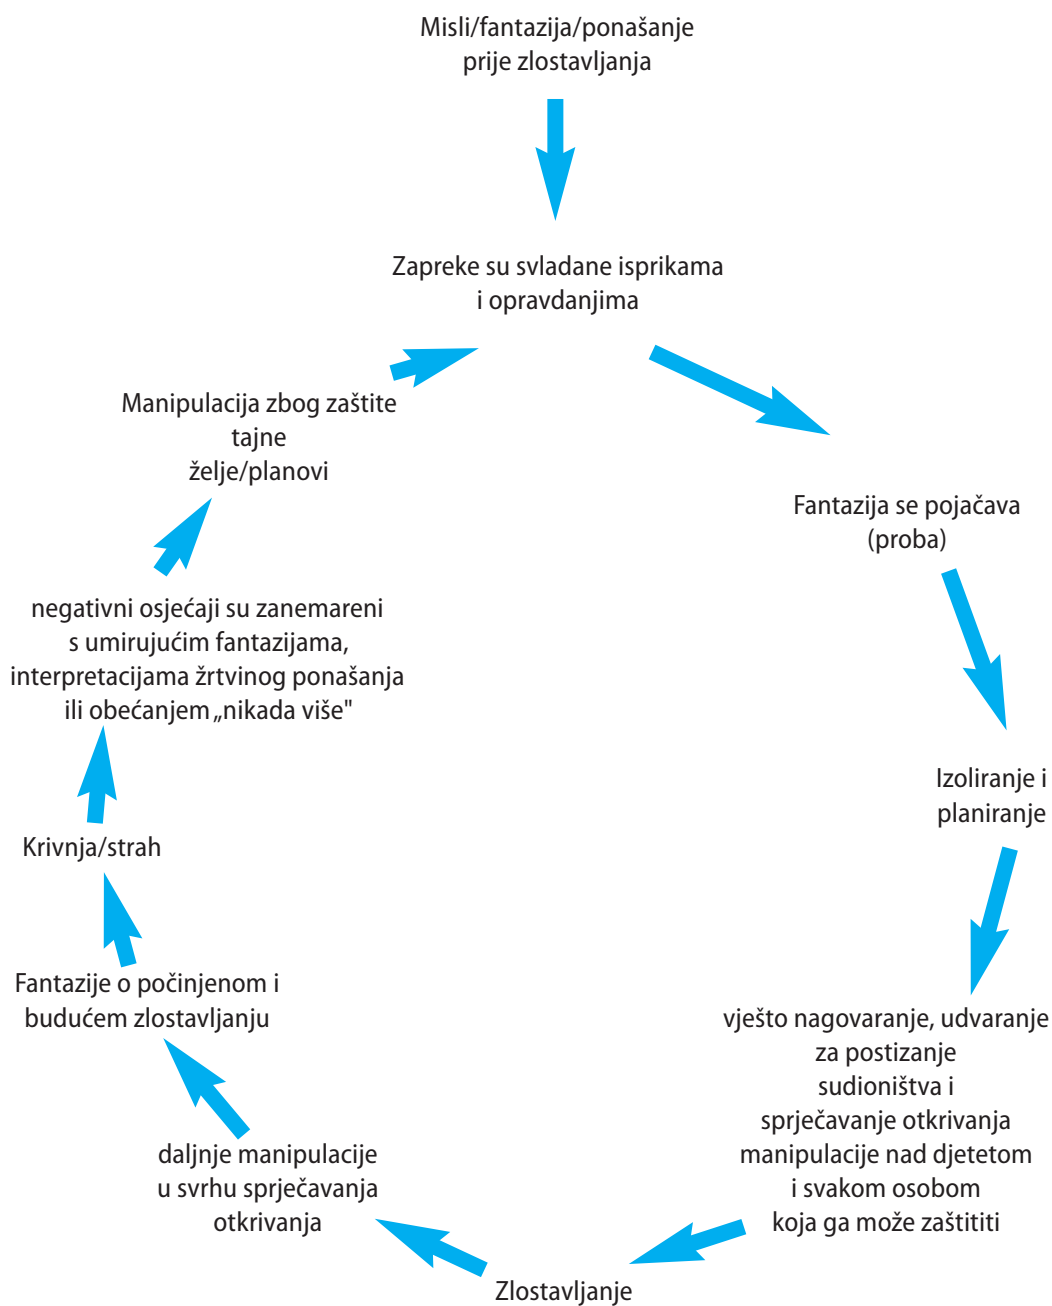 Misli/fantazija/ponašanje
prije zlostavljanja
Zapreke su svladane isprikama
i opravdanjima
Fantazija se pojačava
(proba)
Izoliranje i
planiranje
vješto nagovaranje, udvaranje
za postizanje
sudioništva i
sprječavanje otkrivanja
manipulacije nad djetetom
i svakom osobom
koja ga može zaštititi
Zlostavljanje
daljnje manipulacije
u svrhu sprječavanja
otkrivanja
Fantazije o počinjenom i
budućem zlostavljanju
Krivnja/strah
negativni osjećaji su zanemareni
s umirujućim fantazijama,
interpretacijama žrtvinog ponašanja
ili obećanjem „nikada više"
Manipulacija zbog zaštite
tajne
želje/planovi